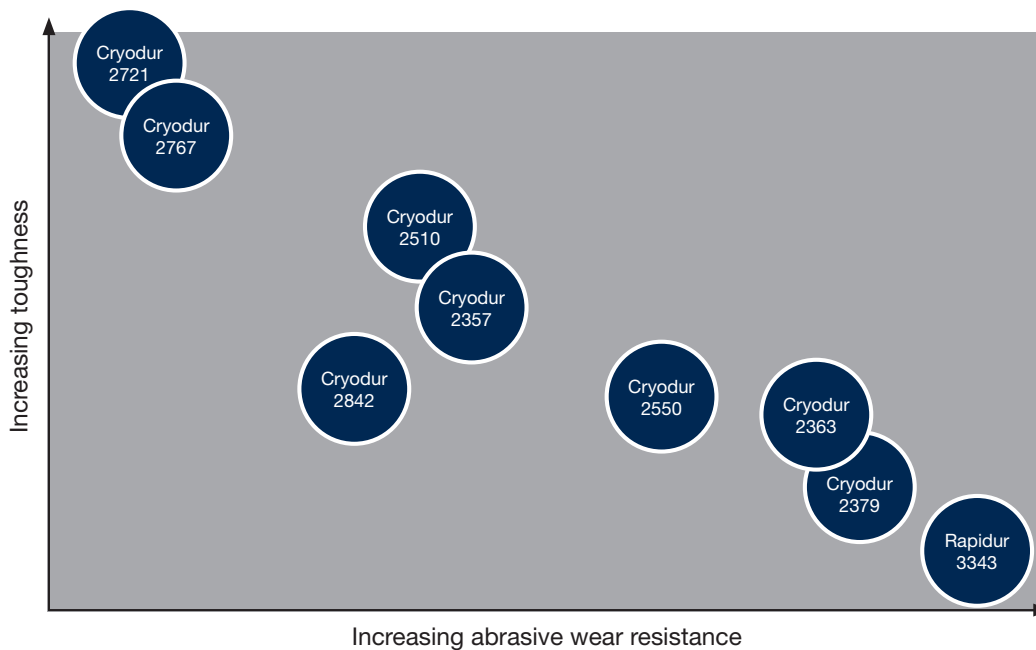 Increasing toughness
Cryodur
2721
Cryodur
2767
Cryodur
2510
Cryodur
2357
Cryodur
2842
Cryodur
2550
Cryodur
2363
Cryodur
2379
Rapidur
3343
Increasing abrasive wear resistance